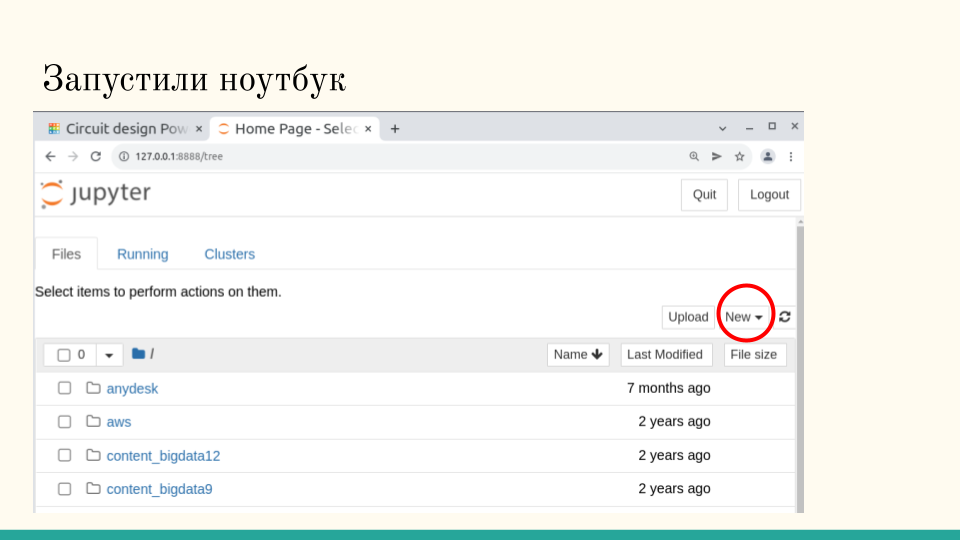 Запустили ноутбук
Circuit design Pow × Home Page - Selec × +
127.0.0.1:8888/tree
jupyter Quit Logout
Files Running Clusters
Select items to perform actions on them.
Upload New
0 / Name Last Modified File size
anydesk 7 months ago
aws 2 years ago
content_bigdata12 2 years ago
content_bigdata9 2 years ago